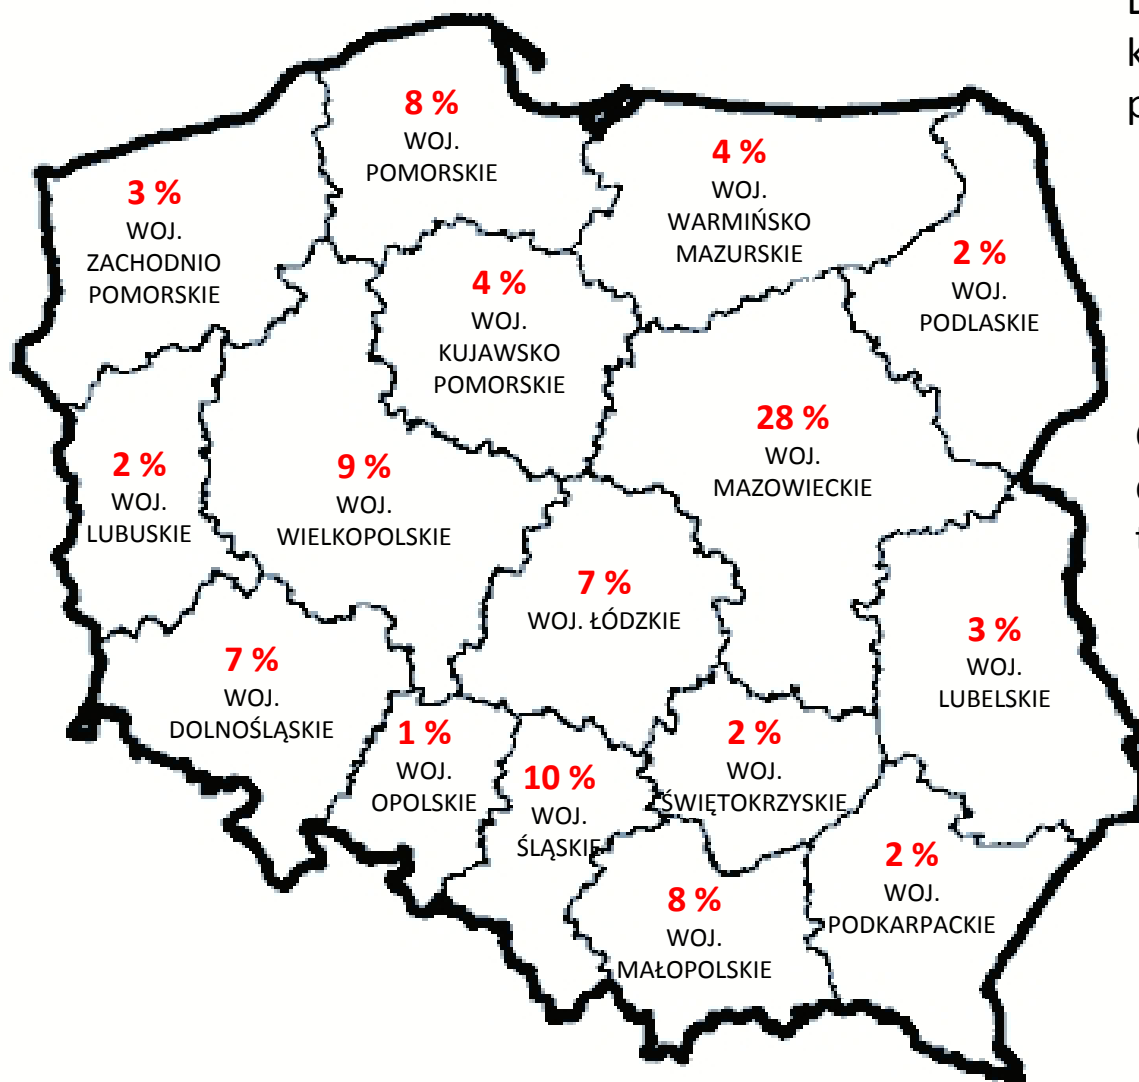 8 %
WOJ.
POMORSKIE
4 %
WOJ.
WARMIŃSKO
MAZURSKIE
3 %
WOJ.
ZACHODNIO
POMORSKIE
2 %
WOJ.
PODLASKIE
4 %
WOJ.
KUJAWSKO
POMORSKIE
28 %
WOJ.
MAZOWIECKIE
2 %
WOJ.
LUBUSKIE
9 %
WOJ.
WIELKOPOLSKIE
7 %
WOJ. ŁÓDZKIE
3 %
WOJ.
LUBELSKIE
7 %
WOJ.
DOLNOŚLĄSKIE
1 %
WOJ.
OPOLSKIE
10 %
WOJ.
ŚLĄSKIE
2 %
WOJ.
ŚWIĘTOKRZYSKIE
2 %
WOJ.
PODKARPACKIE
8 %
WOJ.
MAŁOPOLSKIE